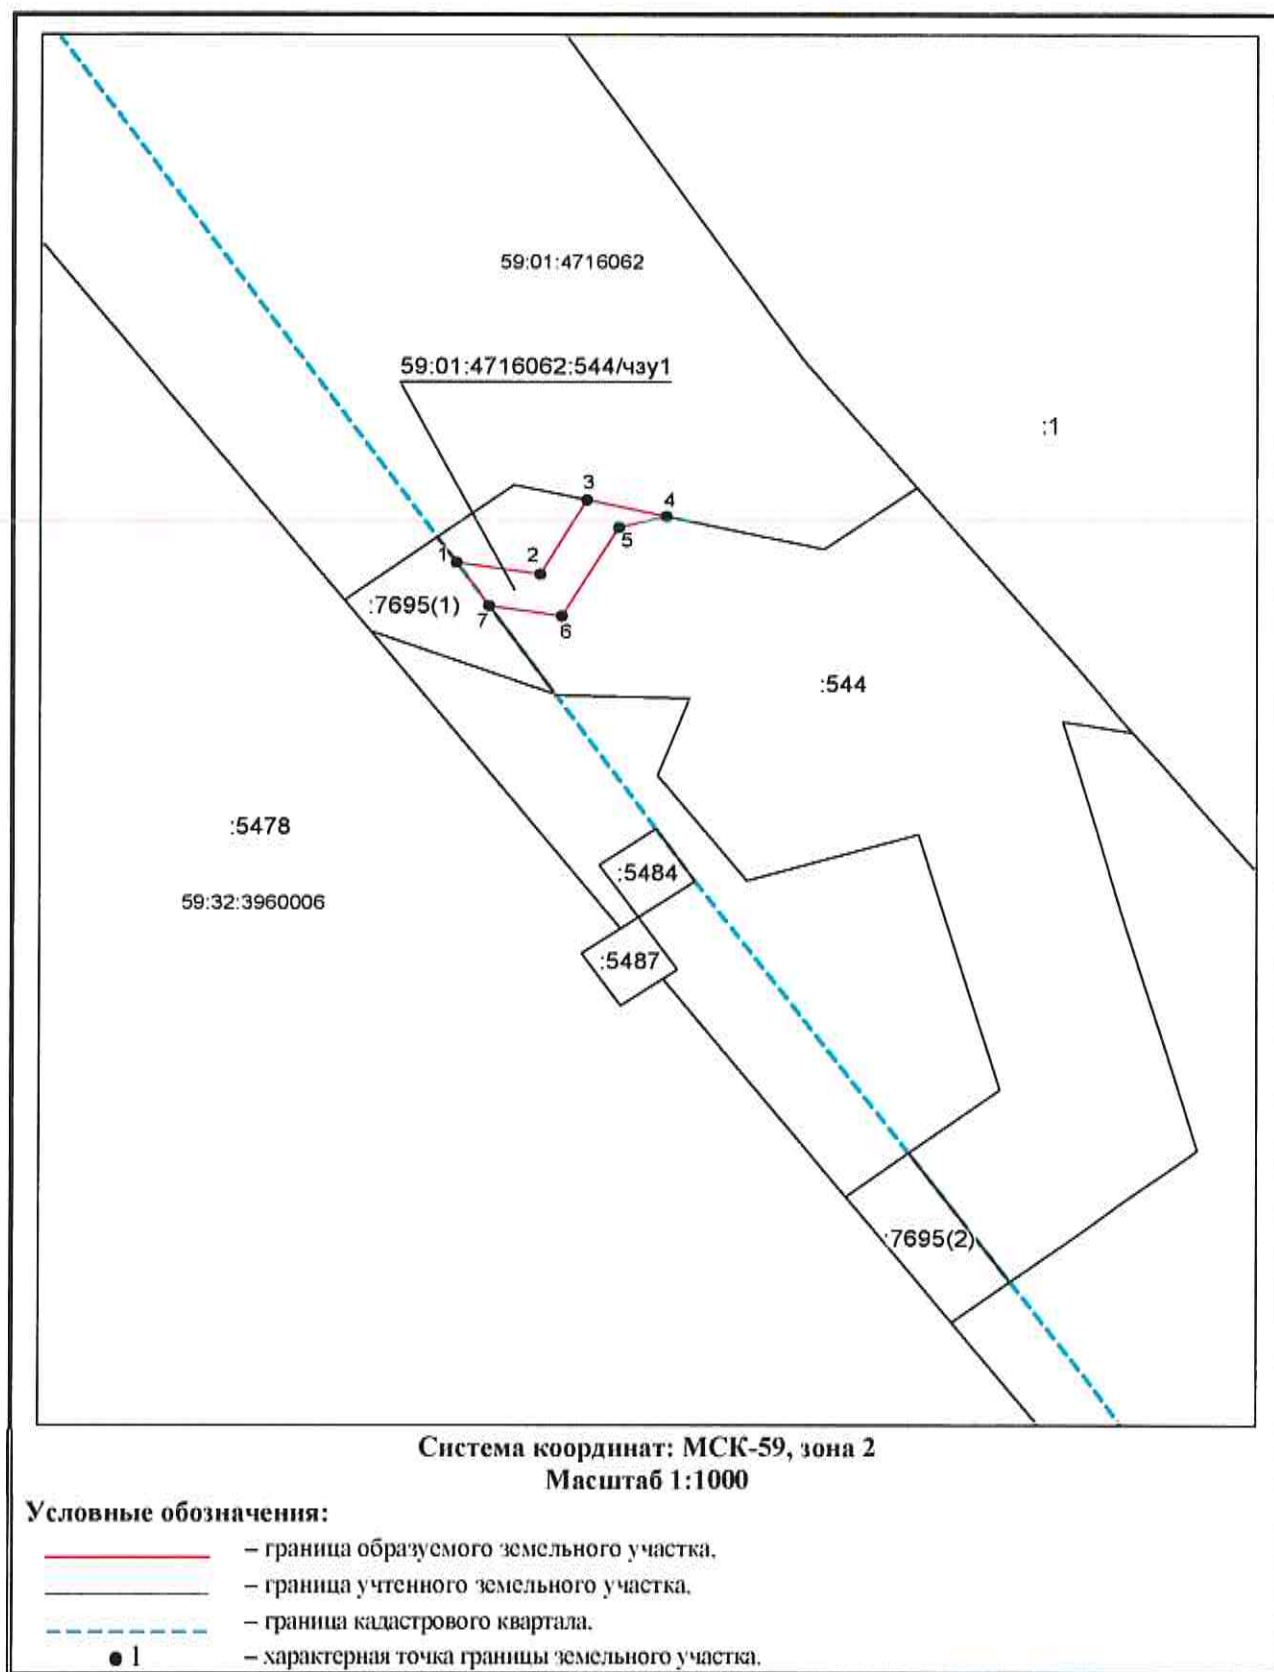 59:01:4716062
59:01:4716062:544/чзу1
:1
3
4
5
1
2
:7695(1)
7
6
:544
:5478
:5484
59:32:3960006
:5487
:7695(2)
Система координат: МСК-59, зона 2
Масштаб 1:1000
Условные обозначения:
– граница образуемого земельного участка,
– граница учтенного земельного участка,
– граница кадастрового квартала,
1 – характерная точка границы земельного участка.